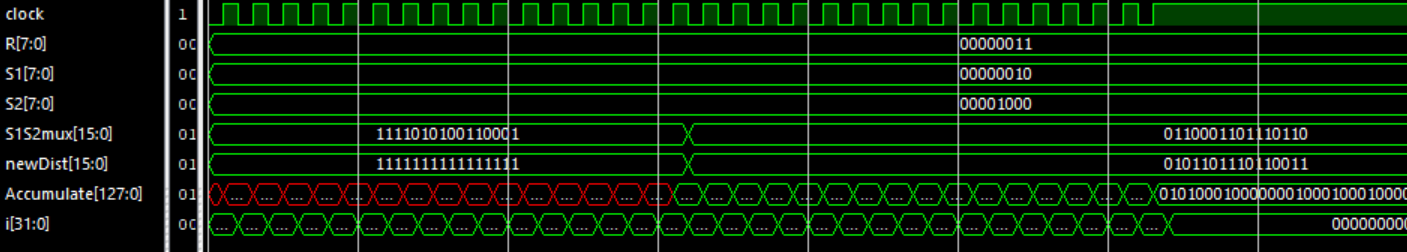 clock 1
R[7:0] 00 00000011
S1[7:0] 00 00000010
S2[7:0] 00 00001000
S1S2mux[15:0] 01 1111010100110001 0110001101110110
newDist[15:0] 01 1111111111111111 0101101110110011
Accumulate[127:0] 01 ... ... ... ... ... ... ... ... ... ... ... ... ... ... ... ... ... ... ... ... ... ... ... ... ... ... ... ... ... ... ... 0101000100000001000100010000
i[31:0] 00 ... ... ... ... ... ... ... ... ... ... ... ... ... ... ... ... ... ... ... ... ... ... ... ... ... ... ... ... ... ... ... ... 000000000